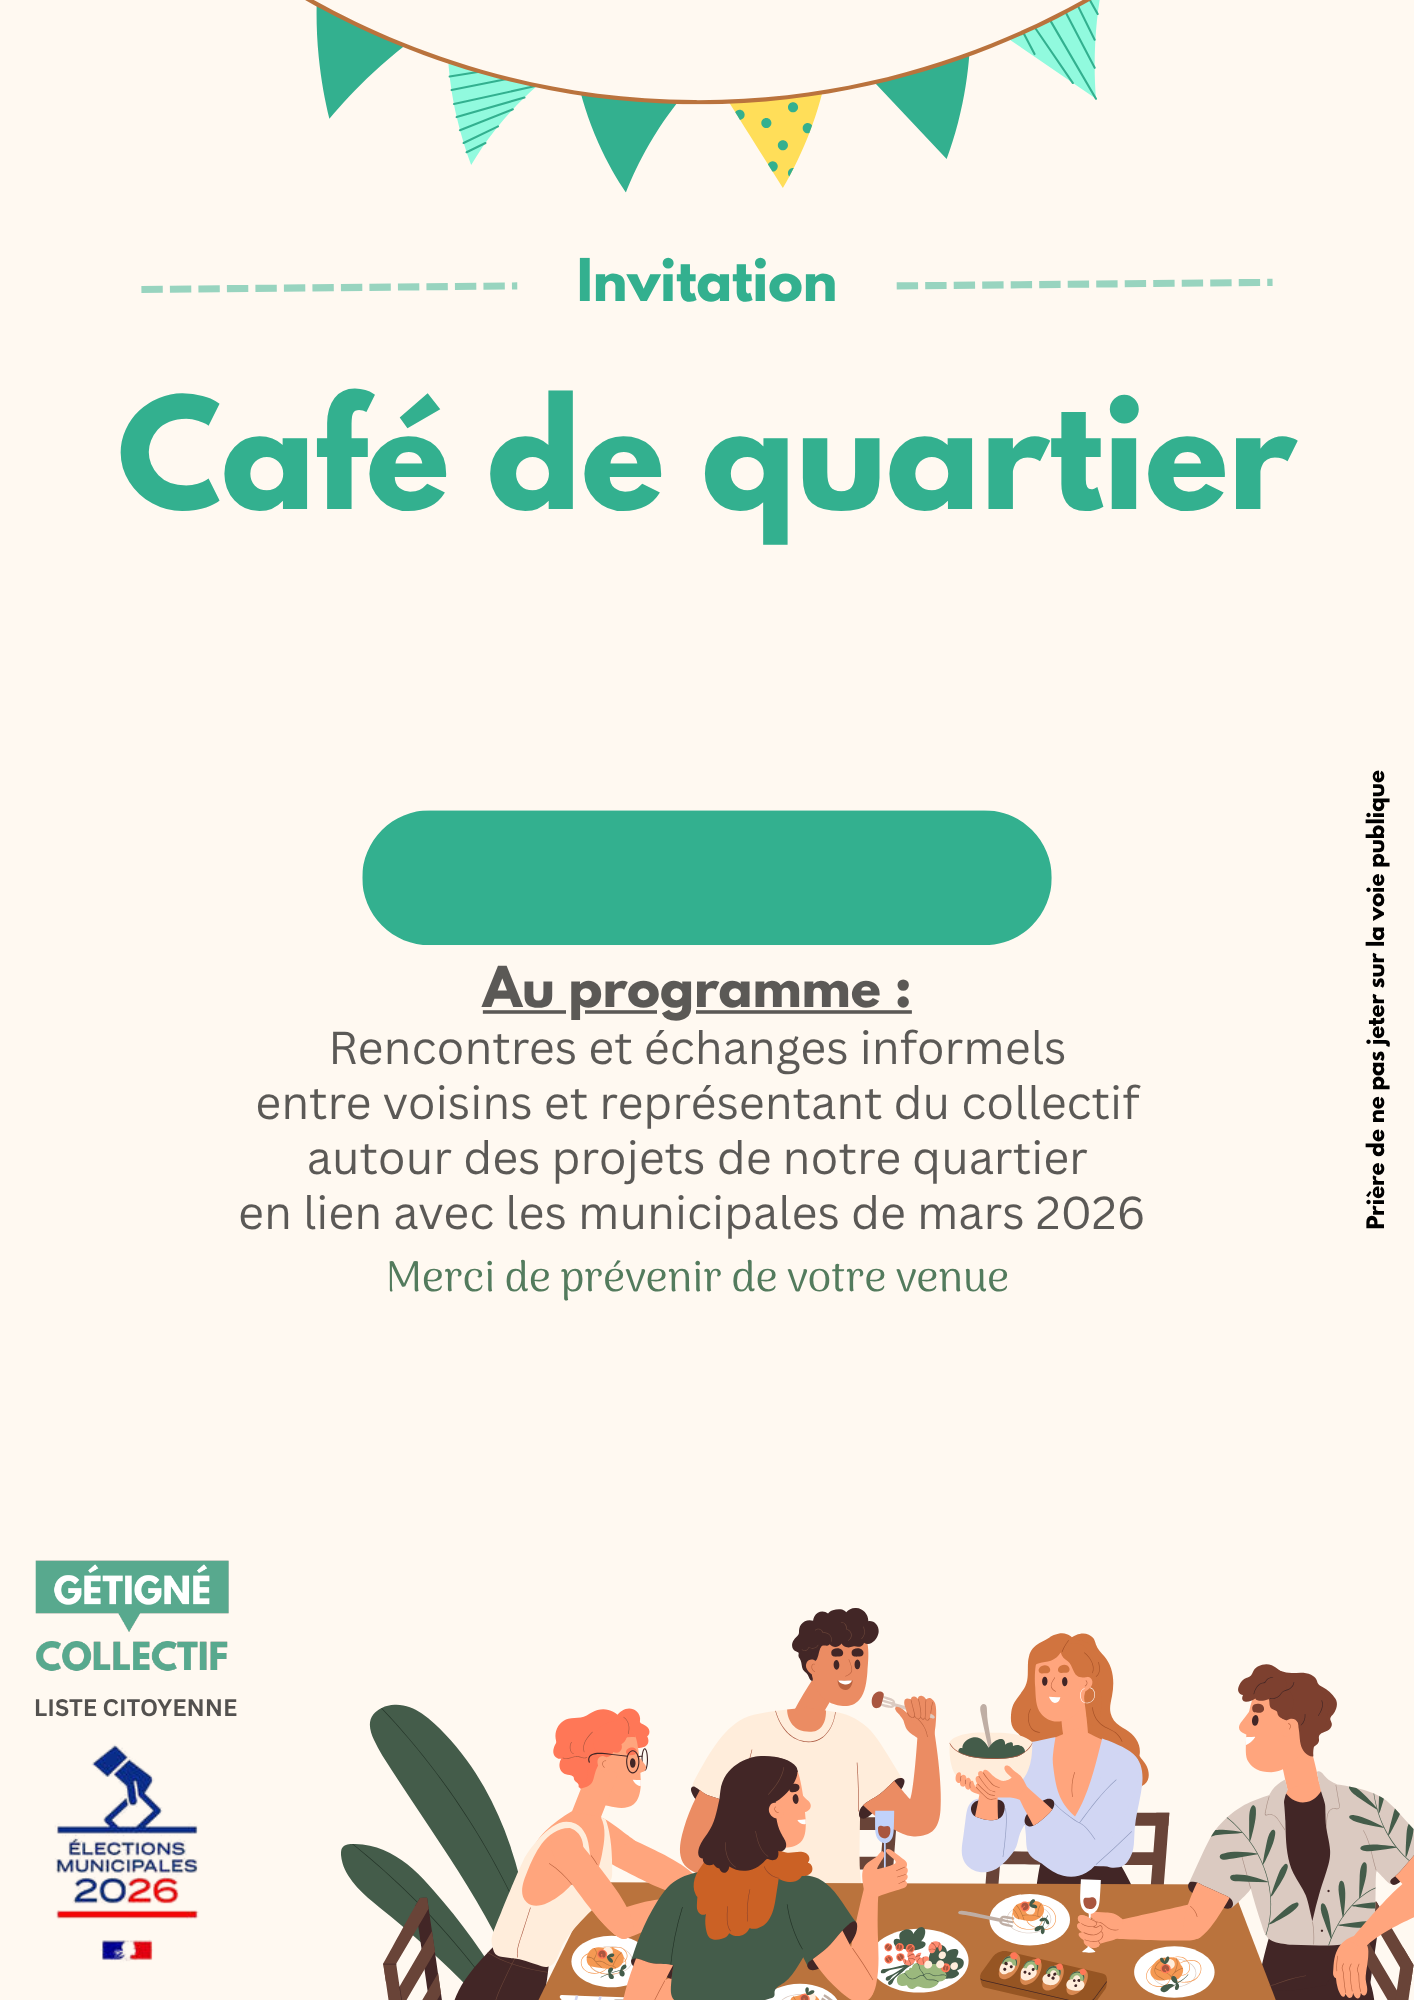 Invitation
Café de quartier
Au programme :
Rencontres et échanges informels
entre voisins et représentant du collectif
autour des projets de notre quartier
en lien avec les municipales de mars 2026
Merci de prévenir de votre venue
Prière de ne pas jeter sur la voie publique
GÉTIGNÉ
COLLECTIF
LISTE CITOYENNE
ÉLECTIONS
MUNICIPALES
2026